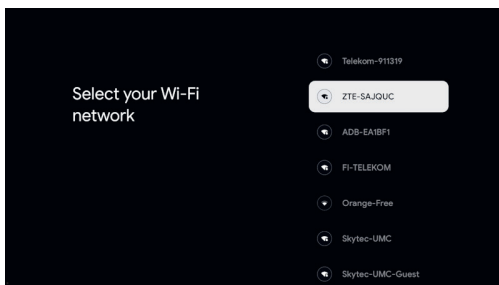 Select your Wi-Fi
network
Telekom-911319
ZTE-SAJQUC
ADB-EA1BF1
FI-TELEKOM
Orange-Free
Skytec-UMC
Skytec-UMC-Guest